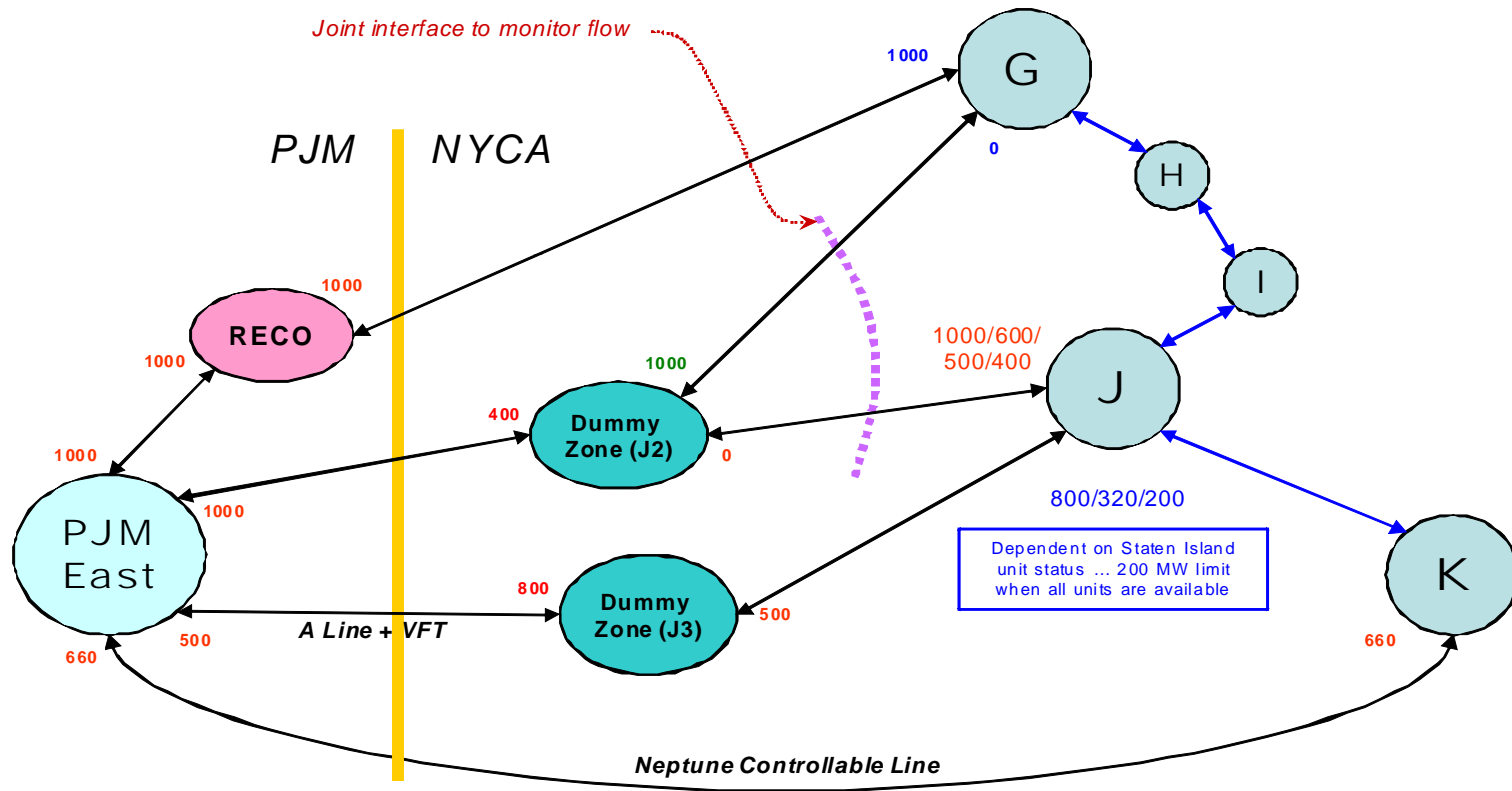 Joint interface to monitor flow
1000
G
0
H
I
PJM
NYCA
1000
RECO
1000
1000
1000/600/
500/400
J
1000
400
Dummy
Zone (J2)
0
1000
PJM
East
800/320/200
Dependent on Staten Island
unit status ... 200 MW limit
when all units are available
K
800
Dummy
Zone (J3)
500
500
A Line + VFT
660
660
Neptune Controllable Line